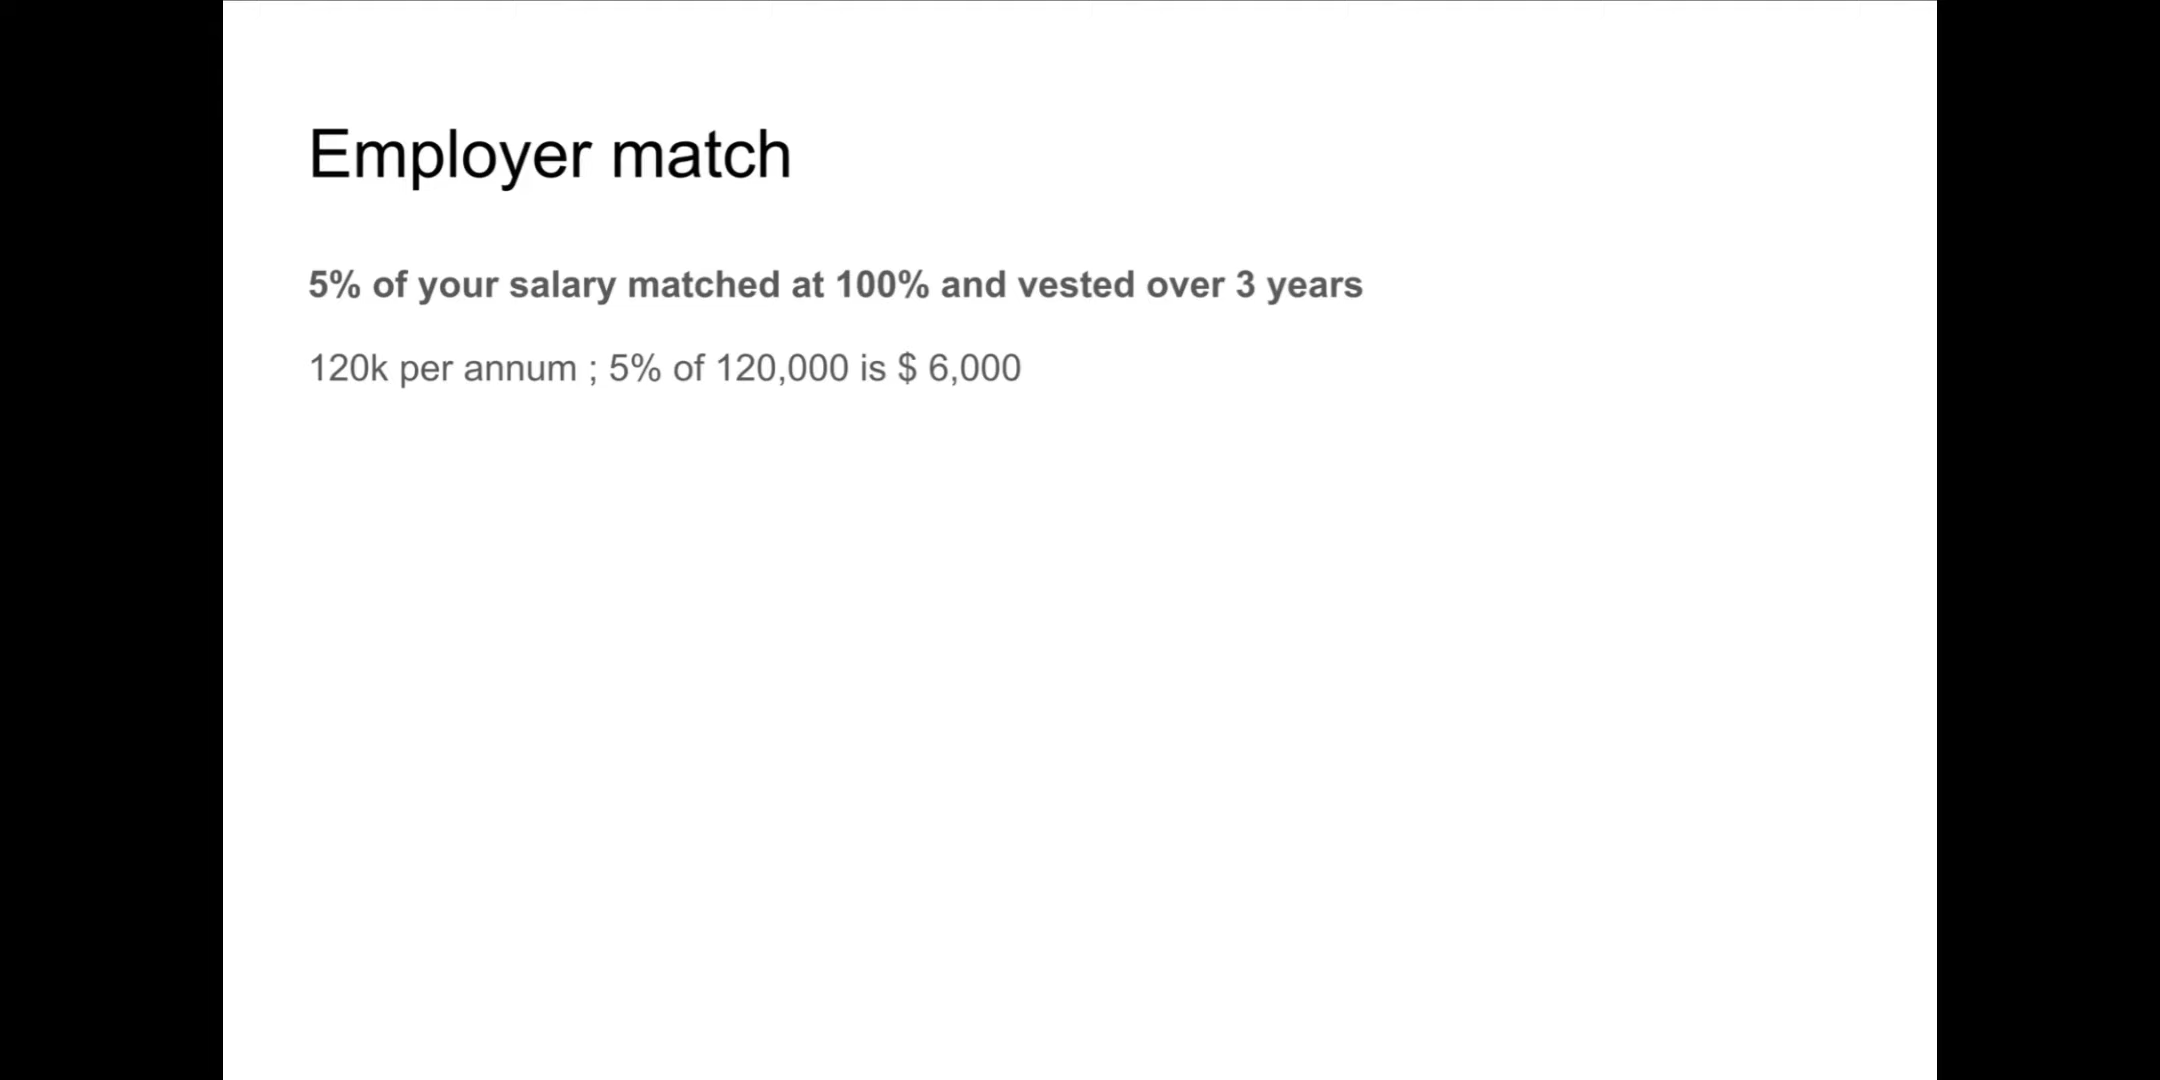 Employer match
5% of your salary matched at 100% and vested over 3 years
120k per annum ; 5% of 120,000 is $ 6,000